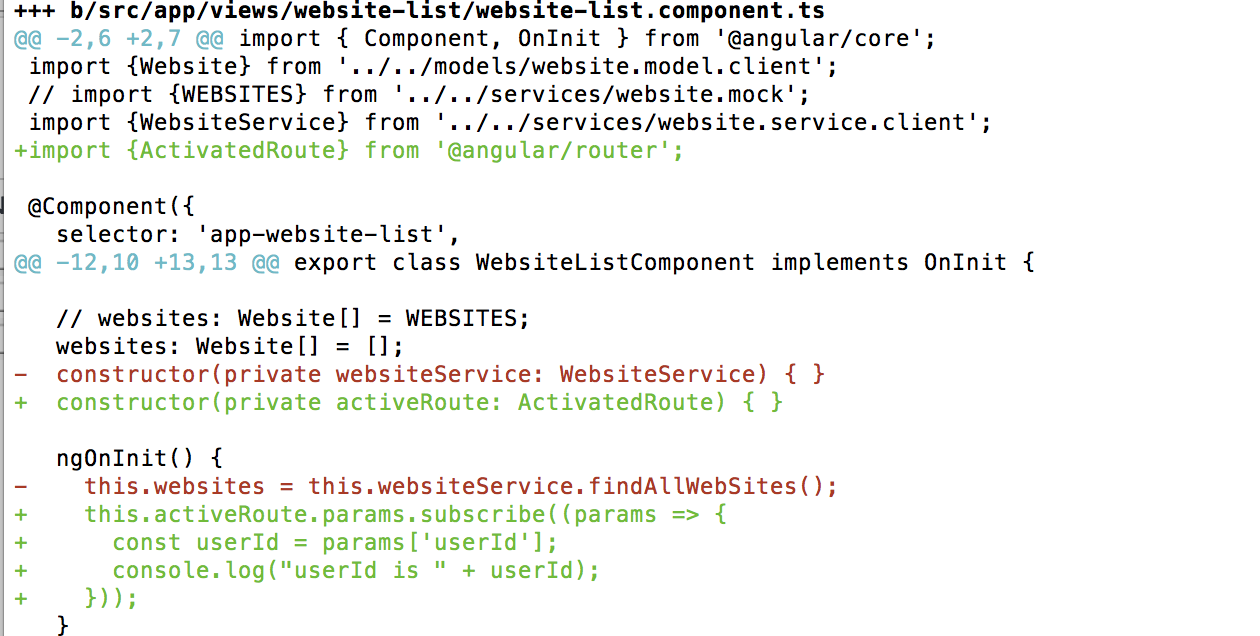 +++ b/src/app/views/website-list/website-list.component.ts
@@ -2,6 +2,7 @@ import { Component, OnInit } from '@angular/core';
 import {Website} from '../../models/website.model.client';
 // import {WEBSITES} from '../../services/website.mock';
 import {WebsiteService} from '../../services/website.service.client';
+import {ActivatedRoute} from '@angular/router';
 @Component({
   selector: 'app-website-list',
@@ -12,10 +13,13 @@ export class WebsiteListComponent implements OnInit {
   // websites: Website[] = WEBSITES;
   websites: Website[] = [];
-  constructor(private websiteService: WebsiteService) { }
+  constructor(private activeRoute: ActivatedRoute) { }
   ngOnInit() {
-    this.websites = this.websiteService.findAllWebSites();
+    this.activeRoute.params.subscribe((params => {
+      const userId = params['userId'];
+      console.log("userId is " + userId);
+    }));
   }